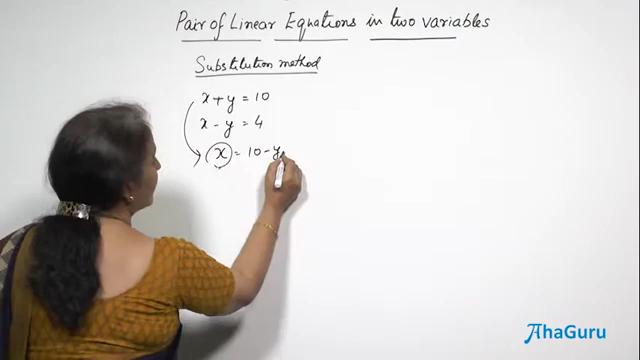 Pair of Linear Equations in two variables
Substitution method
x + y = 10
x - y = 4
x = 10 - y
AhaGuru